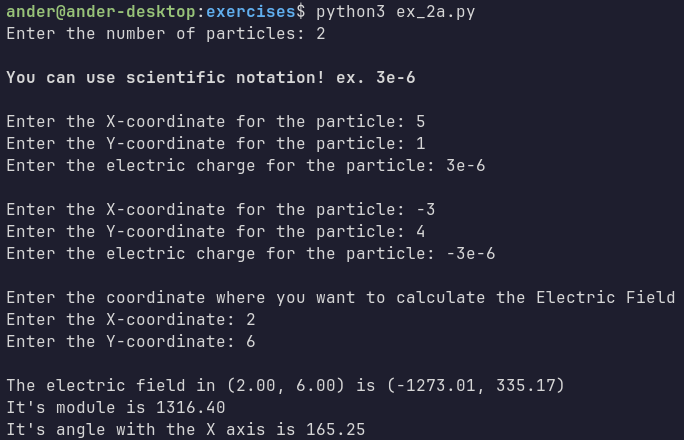 ander@ander-desktop:exercises$ python3 ex_2a.py
Enter the number of particles: 2
You can use scientific notation! ex. 3e-6
Enter the X-coordinate for the particle: 5
Enter the Y-coordinate for the particle: 1
Enter the electric charge for the particle: 3e-6
Enter the X-coordinate for the particle: -3
Enter the Y-coordinate for the particle: 4
Enter the electric charge for the particle: -3e-6
Enter the coordinate where you want to calculate the Electric Field
Enter the X-coordinate: 2
Enter the Y-coordinate: 6
The electric field in (2.00, 6.00) is (-1273.01, 335.17)
It's module is 1316.40
It's angle with the X axis is 165.25